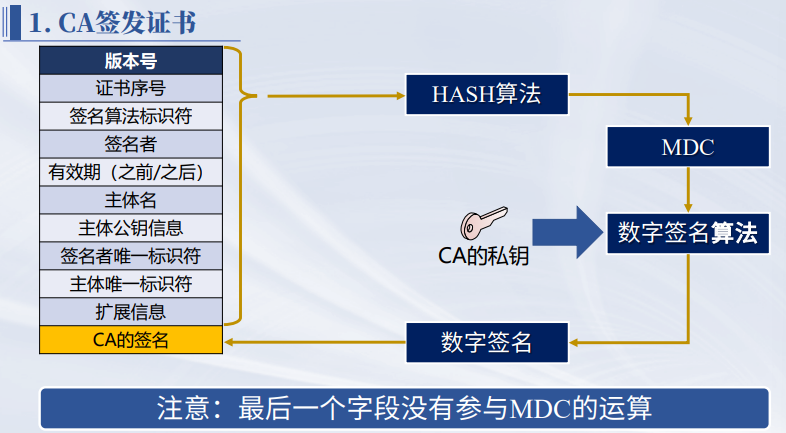 1. CA签发证书
版本号
证书序号
签名算法标识符
签名者
有效期（之前/之后）
主体名
主体公钥信息
签名者唯一标识符
主体唯一标识符
扩展信息
CA的签名
HASH算法
MDC
CA的私钥
数字签名算法
数字签名
注意：最后一个字段没有参与MDC的运算